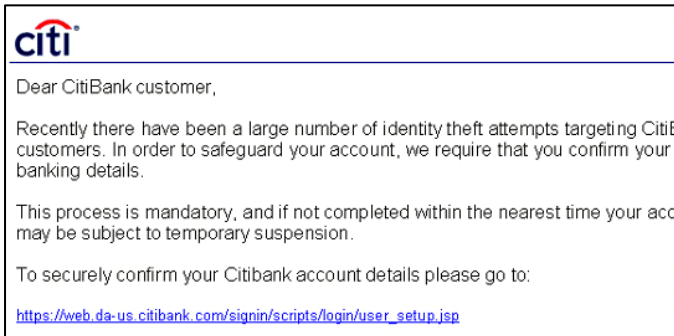 citi
Dear CitiBank customer,
Recently there have been a large number of identity theft attempts targeting
customers. In order to safeguard your account, we require that you confirm your
banking details.
This process is mandatory, and if not completed within the nearest time your
may be subject to temporary suspension.
To securely confirm your Citibank account details please go to:
https://web.da-us.citibank.com/signin/scripts/login/user_setup.jsp